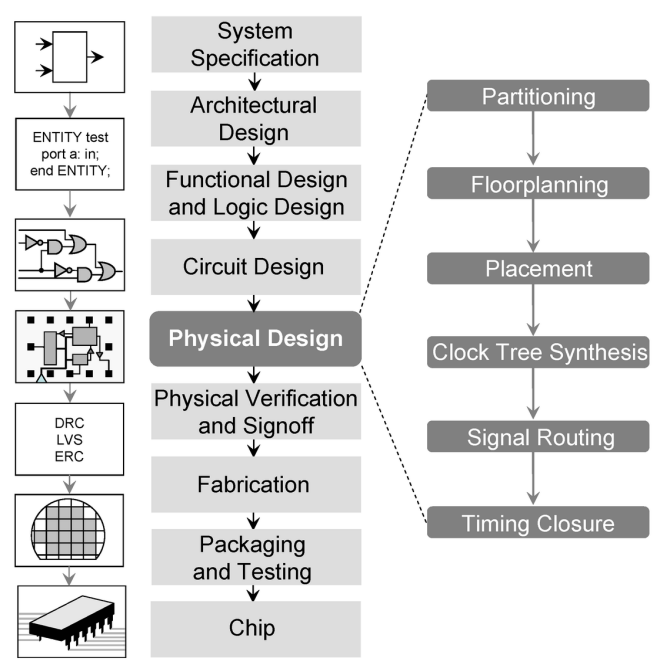 ENTITY test
port a: in;
end ENTITY;
DRC
LVS
ERC
System
Specification
Architectural
Design
Functional Design
and Logic Design
Circuit Design
Physical Design
Physical Verification
and Signoff
Fabrication
Packaging
and Testing
Chip
Partitioning
Floorplanning
Placement
Clock Tree Synthesis
Signal Routing
Timing Closure